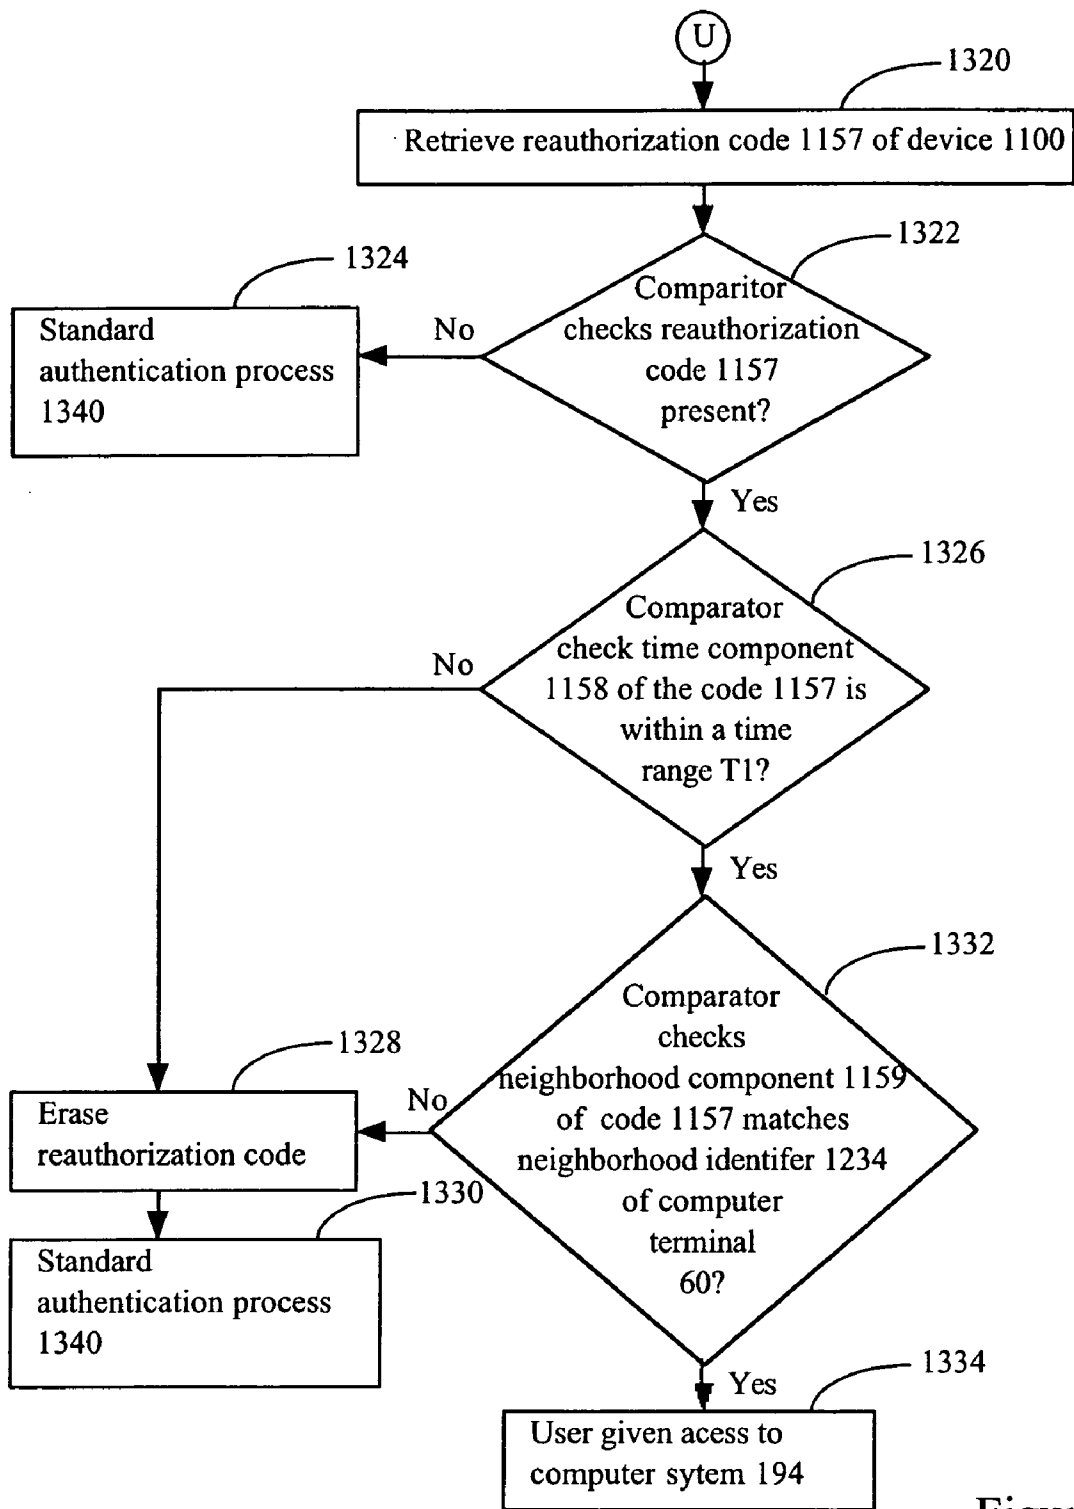 U
1320
Retrieve reauthorization code 1157 of device 1100
1322
1324
Comparitor
checks reauthorization
code 1157
present?
No
Standard
authentication process
1340
Yes
1326
Comparator
check time component
1158 of the code 1157 is
within a time
range T1?
No
Yes
1332
Comparator
checks
neighborhood component 1159
of code 1157 matches
neighborhood identifer 1234
of computer
terminal
60?
1328
No
Erase
reauthorization code
1330
Standard
authentication process
1340
1334
Yes
User given acess to
computer sytem 194